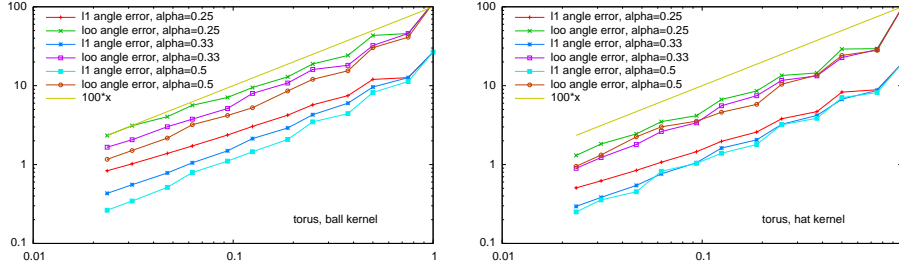 100
10
1
0.1
0.01
0.1
1
l1 angle error, alpha=0.25
loo angle error, alpha=0.25
l1 angle error, alpha=0.33
loo angle error, alpha=0.33
l1 angle error, alpha=0.5
loo angle error, alpha=0.5
100*x
torus, ball kernel
100
10
1
0.1
0.01
0.1
l1 angle error, alpha=0.25
loo angle error, alpha=0.25
l1 angle error, alpha=0.33
loo angle error, alpha=0.33
l1 angle error, alpha=0.5
loo angle error, alpha=0.5
100*x
torus, hat kernel